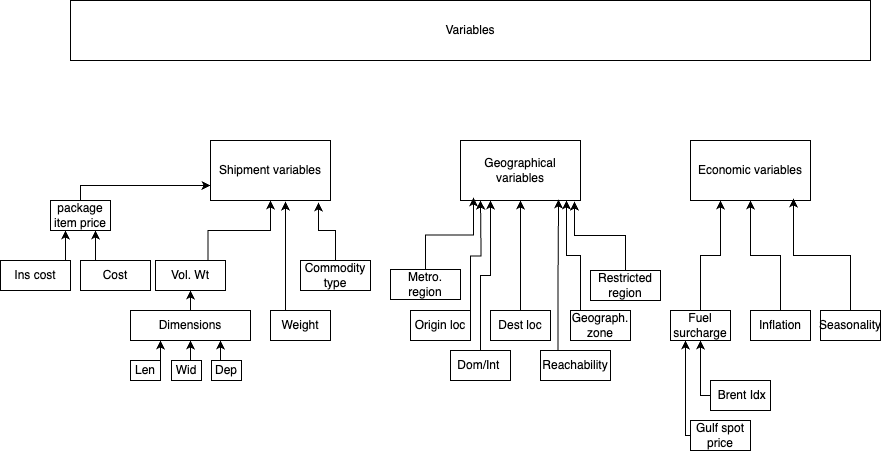 Variables
Shipment variables
Geographical
variables
Economic variables
package
item price
Ins cost
Cost
Vol. Wt
Commodity
type
Metro.
region
Restricted
region
Dimensions
Weight
Origin loc
Dest loc
Geograph.
zone
Fuel
surcharge
Inflation
Seasonality
Len
Wid
Dep
Dom/Int
Reachability
Brent Idx
Gulf spot
price